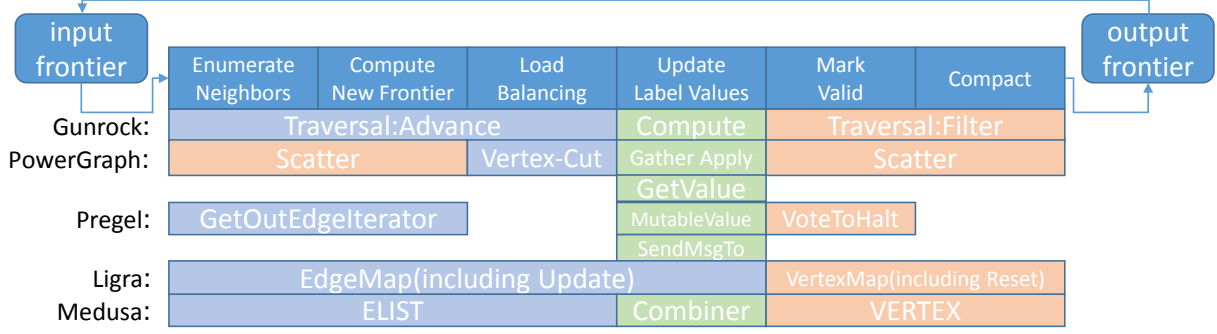 input
frontier
output
frontier
Enumerate
Neighbors
Compute
New Frontier
Load
Balancing
Update
Label Values
Mark
Valid
Compact
Gunrock: Traversal:Advance Compute Traversal:Filter
PowerGraph: Scatter Vertex-Cut Gather Apply Scatter
GetValue
Pregel: GetOutEdgeIterator MutableValue VoteToHalt
SendMsgTo
Ligra: EdgeMap(including Update) VertexMap(including Reset)
Medusa: ELIST Combiner VERTEX